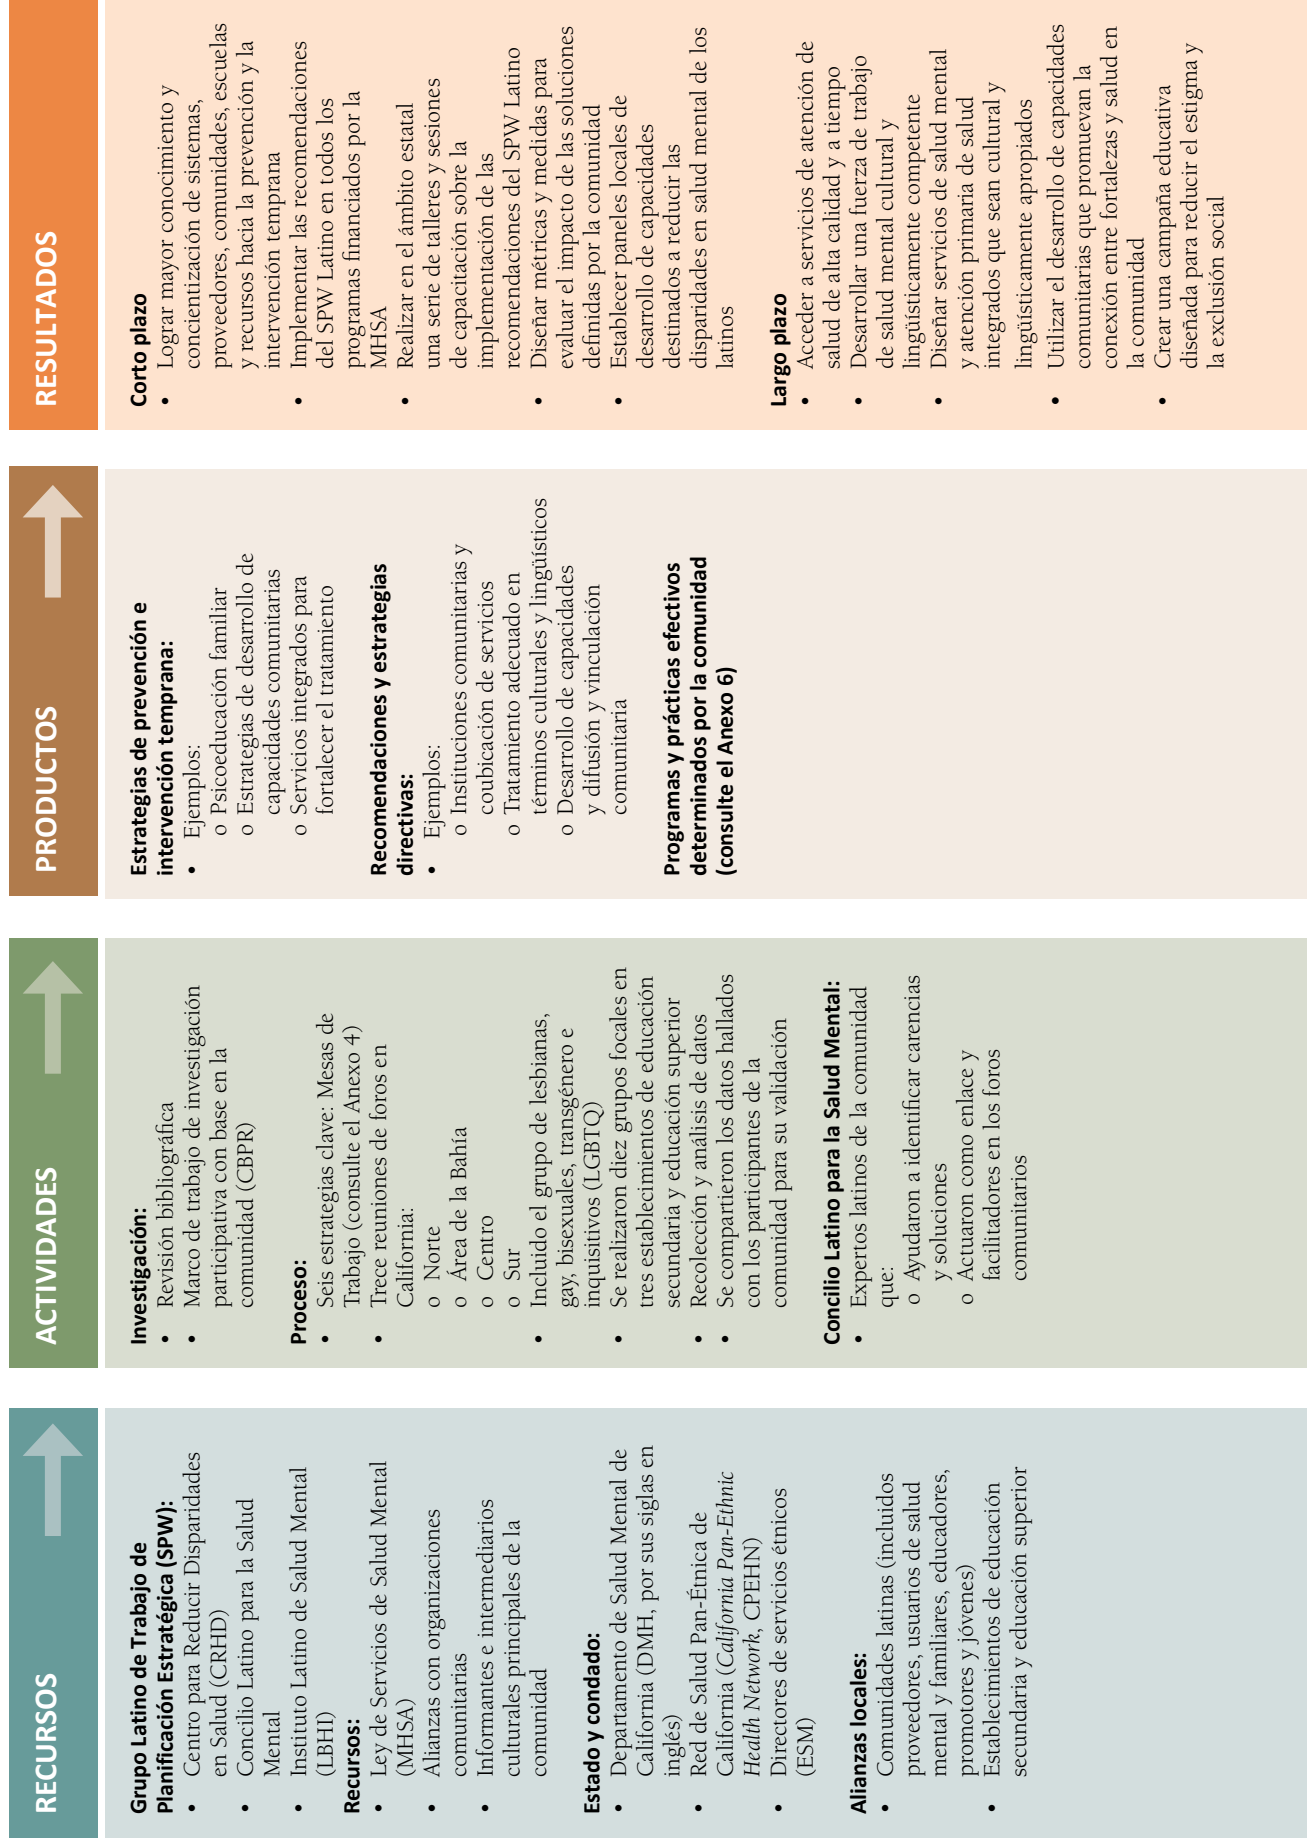 RECURSOS
Grupo Latino de Trabajo de
Planificación Estratégica (SPW):
• Centro para Reducir Disparidades
en Salud (CRHD)
• Concilio Latino para la Salud
Mental
• Instituto Latino de Salud Mental
(LBHI)
Recursos:
• Ley de Servicios de Salud Mental
(MHSA)
• Alianzas con organizaciones
comunitarias
• Informantes e intermediarios
culturales principales de la
comunidad
Estado y condado:
• Departamento de Salud Mental de
California (DMH, por sus siglas en
inglés)
• Red de Salud Pan-Étnica de
California (California Pan-Ethnic
Health Network, CPEHN)
• Directores de servicios étnicos
(ESM)
Alianzas locales:
• Comunidades latinas (incluidos
proveedores, usuarios de salud
mental y familiares, educadores,
promotores y jóvenes)
• Establecimientos de educación
secundaria y educación superior
ACTIVIDADES
Investigación:
• Revisión bibliográfica
• Marco de trabajo de investigación
participativa con base en la
comunidad (CBPR)
Proceso:
• Seis estrategias clave: Mesas de
Trabajo (consulte el Anexo 4)
• Trece reuniones de foros en
California:
o Norte
o Área de la Bahía
o Centro
o Sur
• Incluido el grupo de lesbianas,
gay, bisexuales, transgénero e
inquisitivos (LGBTQ)
• Se realizaron diez grupos focales en
tres establecimientos de educación
secundaria y educación superior
• Recolección y análisis de datos
• Se compartieron los datos hallados
con los participantes de la
comunidad para su validación
Concilio Latino para la Salud Mental:
• Expertos latinos de la comunidad
que:
o Ayudaron a identificar carencias
y soluciones
o Actuaron como enlace y
facilitadores en los foros
comunitarios
PRODUCTOS
Estrategias de prevención e
intervención temprana:
• Ejemplos:
o Psicoeducación familiar
o Estrategias de desarrollo de
capacidades comunitarias
o Servicios integrados para
fortalecer el tratamiento
Recomendaciones y estrategias
directivas:
• Ejemplos:
o Instituciones comunitarias y
coubicación de servicios
o Tratamiento adecuado en
términos culturales y lingüísticos
o Desarrollo de capacidades
y difusión y vinculación
comunitaria
Programas y prácticas efectivos
determinados por la comunidad
(consulte el Anexo 6)
RESULTADOS
Corto plazo
• Lograr mayor conocimiento y
concientización de sistemas,
proveedores, comunidades, escuelas
y recursos hacia la prevención y la
intervención temprana
• Implementar las recomendaciones
del SPW Latino en todos los
programas financiados por la
MHSA
• Realizar en el ámbito estatal
una serie de talleres y sesiones
de capacitación sobre la
implementación de las
recomendaciones del SPW Latino
• Diseñar métricas y medidas para
evaluar el impacto de las soluciones
definidas por la comunidad
• Establecer paneles locales de
desarrollo de capacidades
destinados a reducir las
disparidades en salud mental de los
latinos
Largo plazo
• Acceder a servicios de atención de
salud de alta calidad y a tiempo
• Desarrollar una fuerza de trabajo
de salud mental cultural y
lingüísticamente competente
• Diseñar servicios de salud mental
y atención primaria de salud
integrados que sean cultural y
lingüísticamente apropiados
• Utilizar el desarrollo de capacidades
comunitarias que promuevan la
conexión entre fortalezas y salud en
la comunidad
• Crear una campaña educativa
diseñada para reducir el estigma y
la exclusión social